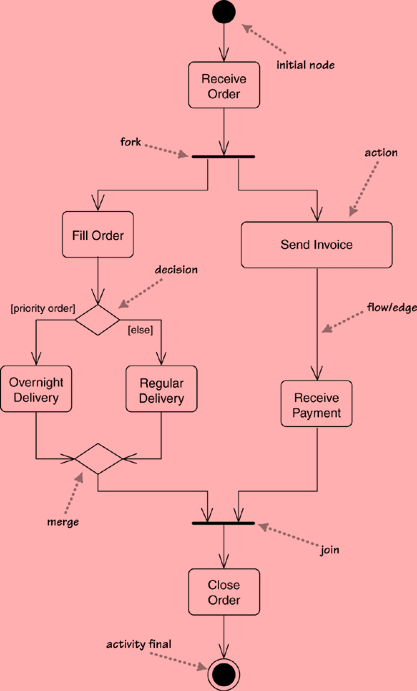 initial node
Receive
Order
fork
action
Fill Order
Send Invoice
decision
[priority order]
[else]
flow/edge
Overnight
Delivery
Regular
Delivery
Receive
Payment
merge
join
Close
Order
activity final